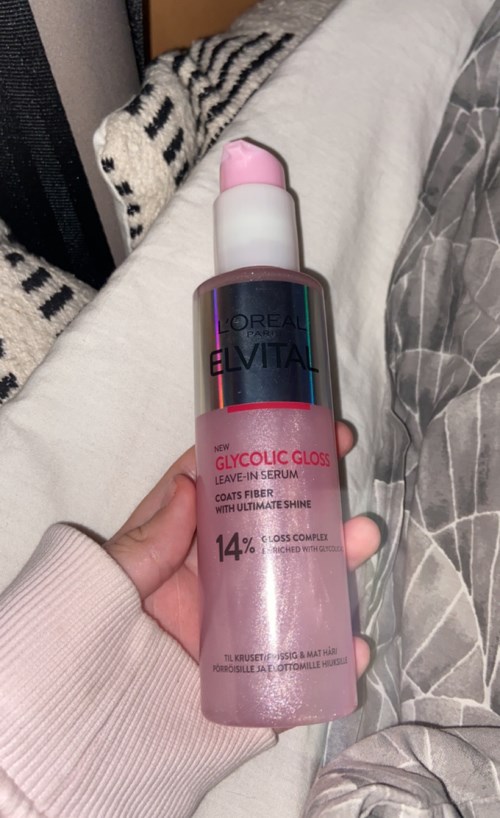 L'ORÉAL
PARIS
ELVITAL
NEW
GLYCOLIC GLOSS
LEAVE-IN SERUM
COATS FIBER
WITH ULTIMATE SHINE
14% GLOSS COMPLEX
ENRICHED WITH GLYCOLIC
TIL KRUSET/PJUSSIG & MAT HÅR/
PÖRRÖISILLE JA ELOTTOMILLE HIUKSILLE